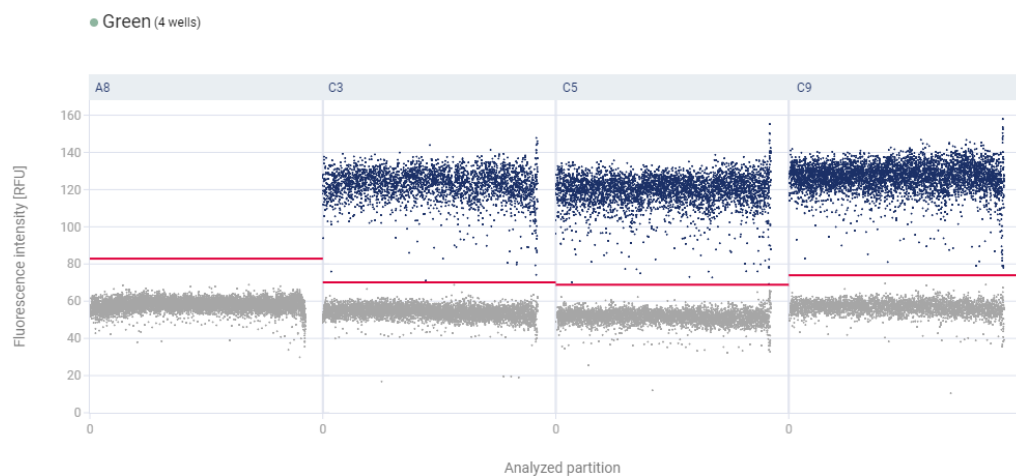 Green (4 wells)
A8 C3 C5 C9
160
140
120
100
80
60
40
20
0
0 0 0 0
Fluorescence intensity [RFU]
Analyzed partition